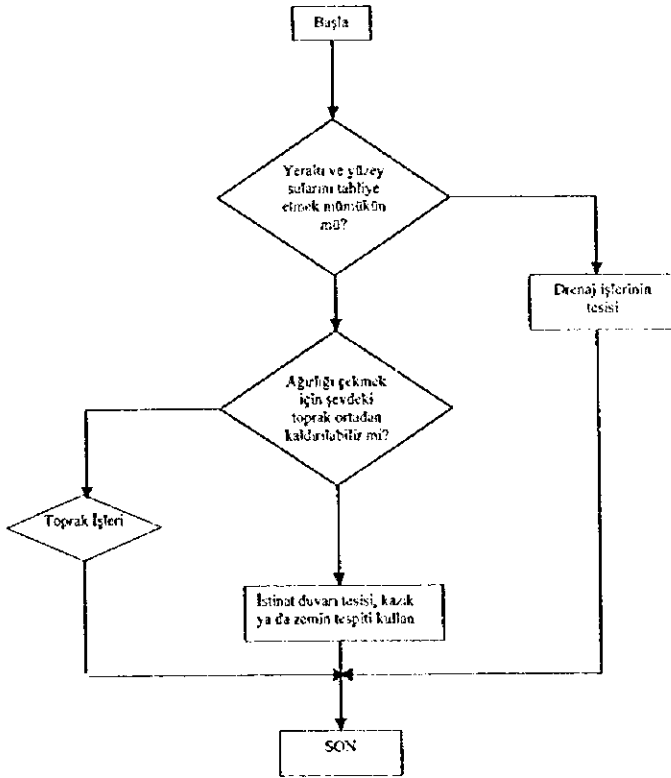 Başla
Yeraltı ve yüzey
sularını tahliye
etmek mümükün
mü?
Drenaj işlerinin
tesisi
Ağırlığı çekmek
için şevdeki
toprak ortadan
kaldırılabilir mi?
Toprak İşleri
İstinat duvarı tesisi, kazık
ya da zemin tespiti kullan
SON